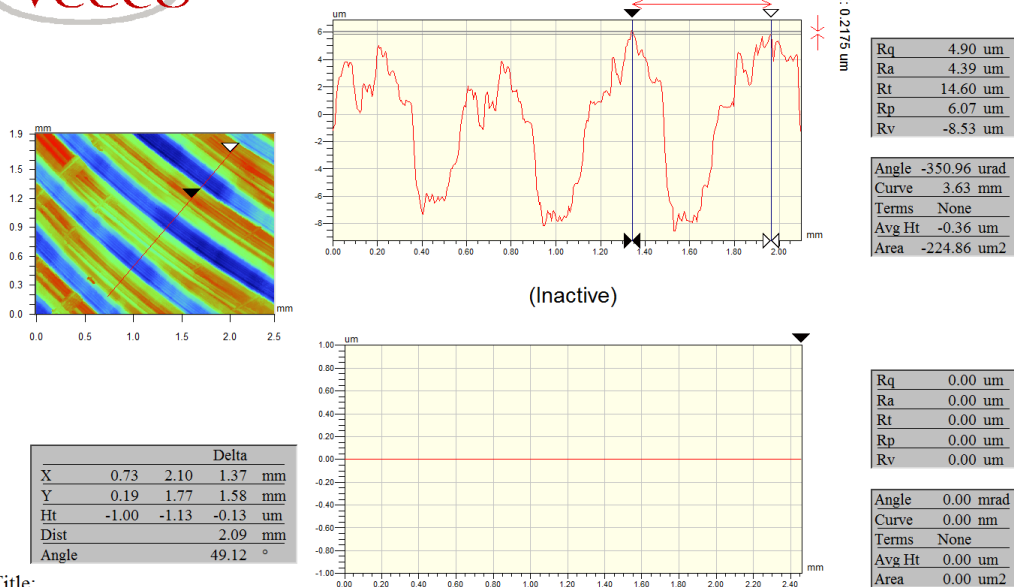 Veeco
um
6
4
2
0
-2
-4
-6
-8
0.00 0.20 0.40 0.60 0.80 1.00 1.20 1.40 1.60 1.80 2.00
mm
: 0.2175 um
Rq 4.90 um
Ra 4.39 um
Rt 14.60 um
Rp 6.07 um
Rv -8.53 um
mm
1.9
1.5
1.2
0.9
0.6
0.3
0.0
mm
0.0 0.5 1.0 1.5 2.0 2.5
Angle -350.96 urad
Curve 3.63 mm
Terms None
Avg Ht -0.36 um
Area -224.86 um2
(Inactive)
um
1.00
0.80
0.60
0.40
0.20
0.00
-0.20
-0.40
-0.60
-0.80
-1.00
mm
0.00 0.20 0.40 0.60 0.80 1.00 1.20 1.40 1.60 1.80 2.00 2.20 2.40
Rq 0.00 um
Ra 0.00 um
Rt 0.00 um
Rp 0.00 um
Rv 0.00 um
Delta
X 0.73 2.10 1.37 mm
Y 0.19 1.77 1.58 mm
Ht -1.00 -1.13 -0.13 um
Dist 2.09 mm
Angle 49.12 °
Angle 0.00 mrad
Curve 0.00 nm
Terms None
Avg Ht 0.00 um
Area 0.00 um2
Title: